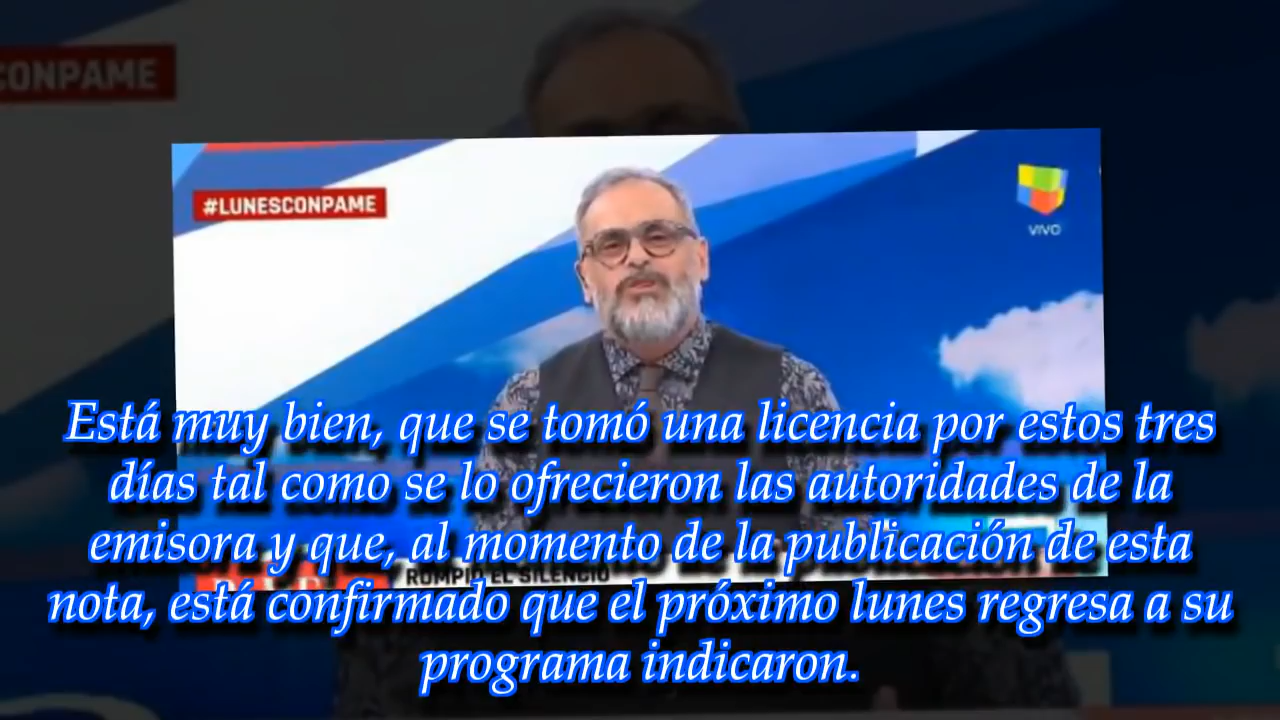 CONPAME
#LUNESCONPAME
VIVO
Está muy bien, que se tomó una licencia por estos tres
días tal como se lo ofrecieron las autoridades de la
emisora y que, al momento de la publicación de esta
ROMPIÓ EL SILENCIO
nota, está confirmado que el próximo lunes regresa a su
programa indicaron.